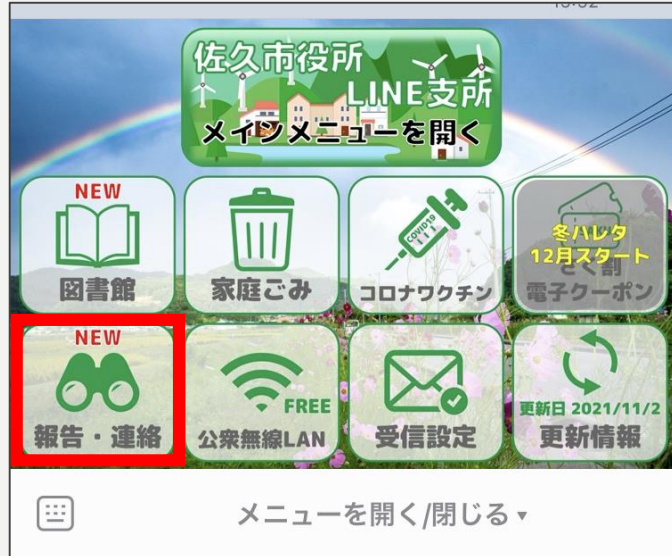 佐久市役所
LINE支所
メインメニューを開く
NEW
図書館
家庭ごみ
COVID19
コロナワクチン
冬ハレタ
12月スタート
さく割
電子クーポン
NEW
報告・連絡
FREE
公衆無線LAN
受信設定
更新日 2021/11/2
更新情報
メニューを開く/閉じる▾